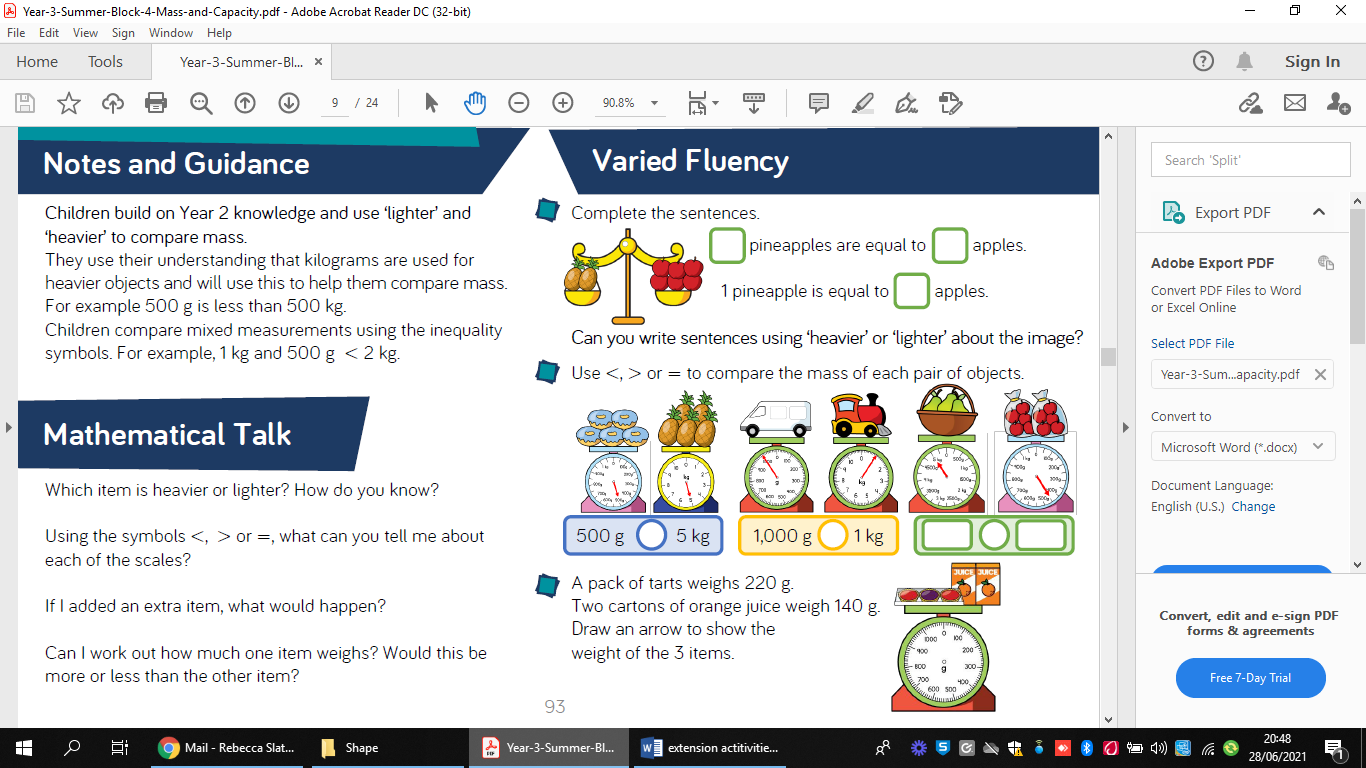 Year-3-Summer-Block-4-Mass-and-Capacity.pdf - Adobe Acrobat Reader DC (32-bit)
File Edit View Sign Window Help
Home Tools Year-3-Summer-Bl... × Sign In
9 / 24 90.8%
Notes and Guidance
Children build on Year 2 knowledge and use ‘lighter’ and
‘heavier’ to compare mass.
They use their understanding that kilograms are used for
heavier objects and will use this to help them compare mass.
For example 500 g is less than 500 kg.
Children compare mixed measurements using the inequality
symbols. For example, 1 kg and 500 g < 2 kg.
Mathematical Talk
Which item is heavier or lighter? How do you know?
Using the symbols <, > or =, what can you tell me about
each of the scales?
If I added an extra item, what would happen?
Can I work out how much one item weighs? Would this be
more or less than the other item?
Varied Fluency
Complete the sentences.
pineapples are equal to apples.
1 pineapple is equal to apples.
Can you write sentences using ‘heavier’ or ‘lighter’ about the image?
Use <, > or = to compare the mass of each pair of objects.
500 g 5 kg 1,000 g 1 kg
A pack of tarts weighs 220 g.
Two cartons of orange juice weigh 140 g.
Draw an arrow to show the
weight of the 3 items.
JUICE JUICE
0 100 200 300 400 500 600 700 800 900 1000
g
93
Search 'Split'
Export PDF
Adobe Export PDF
Convert PDF Files to Word
or Excel Online
Select PDF File
Year-3-Sum...apacity.pdf
Convert to
Microsoft Word (*.docx)
Document Language:
English (U.S.) Change
Convert, edit and e-sign PDF
forms & agreements
Free 7-Day Trial
Mail - Rebecca Slat... Shape Year-3-Summer-Bl... extension actitivitie...
20:48
28/06/2021